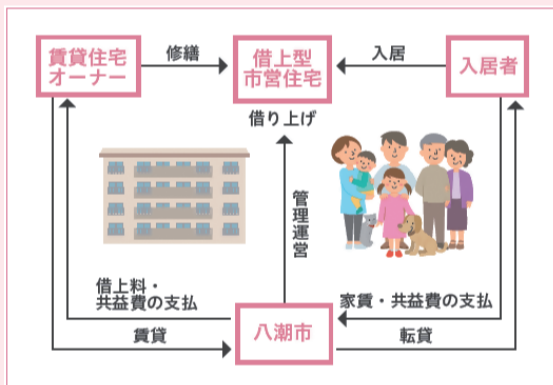 賃貸住宅
オーナー
修繕
借上型
市営住宅
入居
入居者
借り上げ
管理運営
借上料・
共益費の支払
家賃・共益費の支払
八潮市
賃貸
転貸